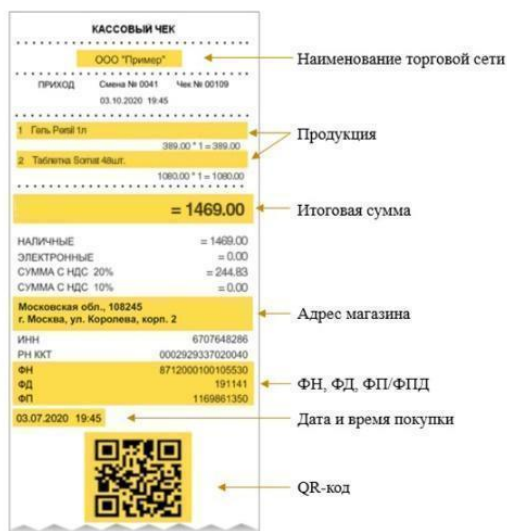 КАССОВЫЙ ЧЕК
ООО "Пример"
Наименование торговой сети
ПРИХОД Смена № 0041 Чек № 00109
03.10.2020 19:45
1 Гель Persil 1л
Продукция
389.00 * 1 = 389.00
2 Таблетка Somat 48шт.
1080.00 * 1 = 1080.00
= 1469.00
Итоговая сумма
НАЛИЧНЫЕ = 1469.00
ЭЛЕКТРОННЫЕ = 0.00
СУММА С НДС 20% = 244.83
СУММА С НДС 10% = 0.00
Московская обл., 108245
г. Москва, ул. Королева, корп. 2
Адрес магазина
ИНН 6707648286
РН ККТ 0002929337020040
ФН 8712000100105530
ФД 191141
ФН, ФД, ФП/ФПД
ФП 1169861350
03.07.2020 19:45
Дата и время покупки
QR-код